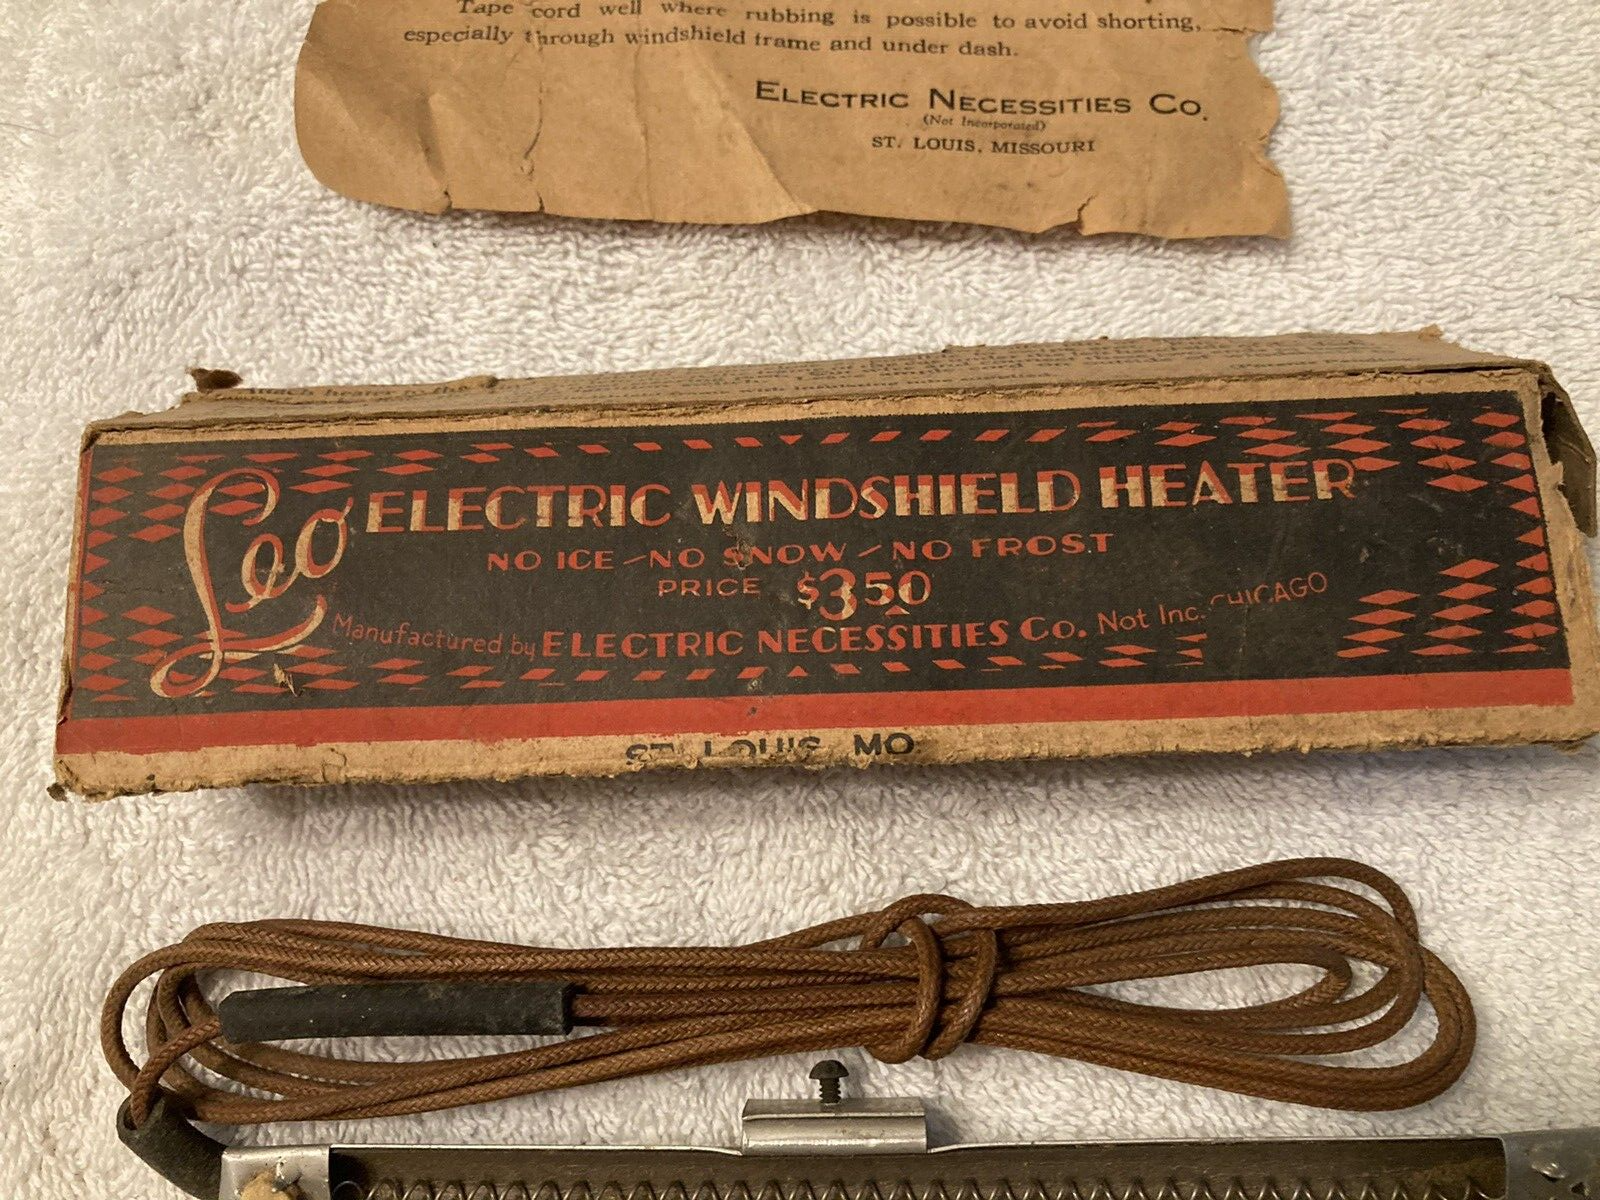 Tape cord well where rubbing is possible to avoid shorting,
especially through windshield frame and under dash.
ELECTRIC NECESSITIES CO.
(Not Incorporated)
ST. LOUIS, MISSOURI
Leo ELECTRIC WINDSHIELD HEATER
NO ICE - NO SNOW - NO FROST
PRICE $3.50
Manufactured by ELECTRIC NECESSITIES Co. Not Inc. CHICAGO
ST. LOUIS, MO